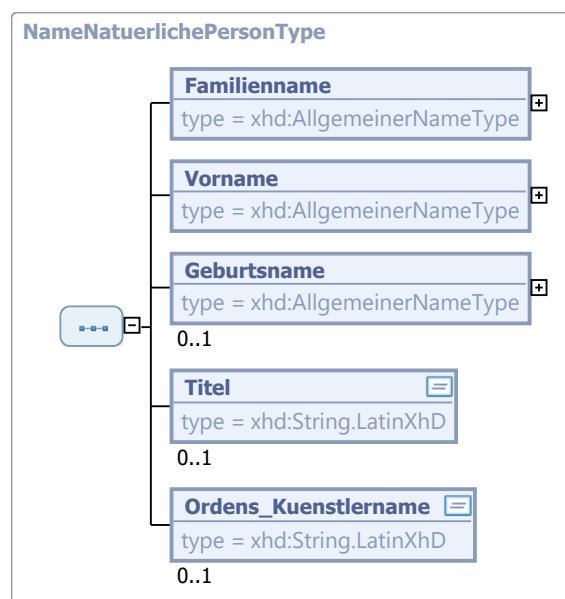 NameNatuerlichePersonType
Familienname
type = xhd:AllgemeinerNameType
Vorname
type = xhd:AllgemeinerNameType
Geburtsname
type = xhd:AllgemeinerNameType
0..1
Titel
type = xhd:String.LatinXhD
0..1
Ordens_Kuenstlername
type = xhd:String.LatinXhD
0..1